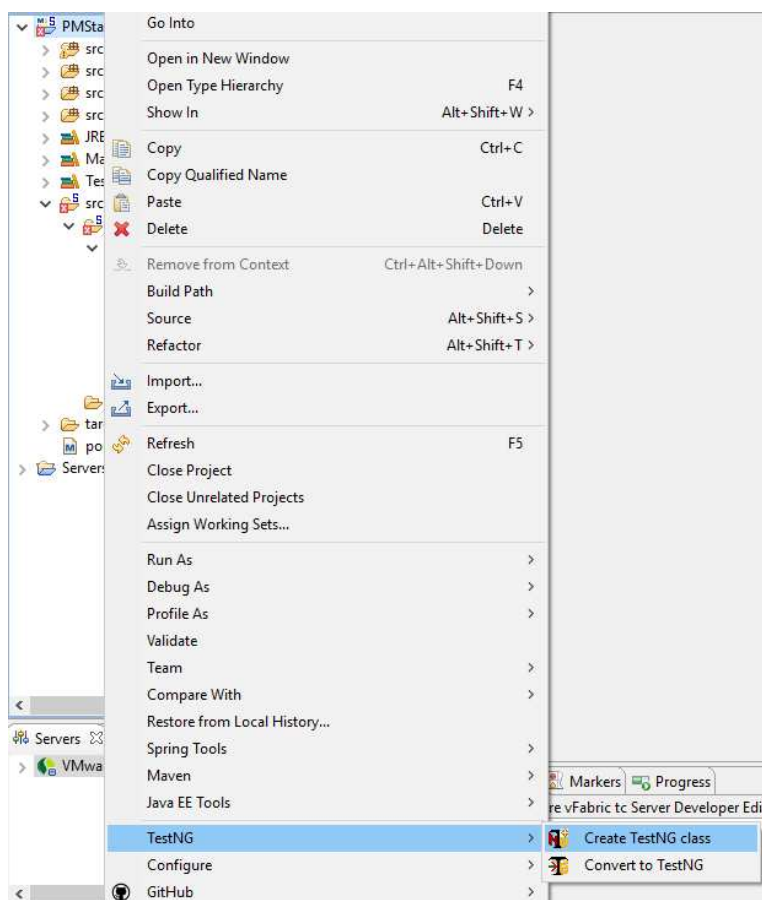 PMSta
src
src
src
src
JRE
Ma
Tes
src
tar
po
Servers
Servers
VMwa
Go Into
Open in New Window
Open Type Hierarchy F4
Show In Alt+Shift+W >
Copy Ctrl+C
Copy Qualified Name
Paste Ctrl+V
Delete Delete
Remove from Context Ctrl+Alt+Shift+Down
Build Path >
Source Alt+Shift+S >
Refactor Alt+Shift+T >
Import...
Export...
Refresh F5
Close Project
Close Unrelated Projects
Assign Working Sets...
Run As >
Debug As >
Profile As >
Validate
Team >
Compare With >
Restore from Local History...
Spring Tools >
Maven >
Java EE Tools >
TestNG >
Configure >
GitHub >
Markers Progress
re vFabric tc Server Developer Edi
Create TestNG class
Convert to TestNG